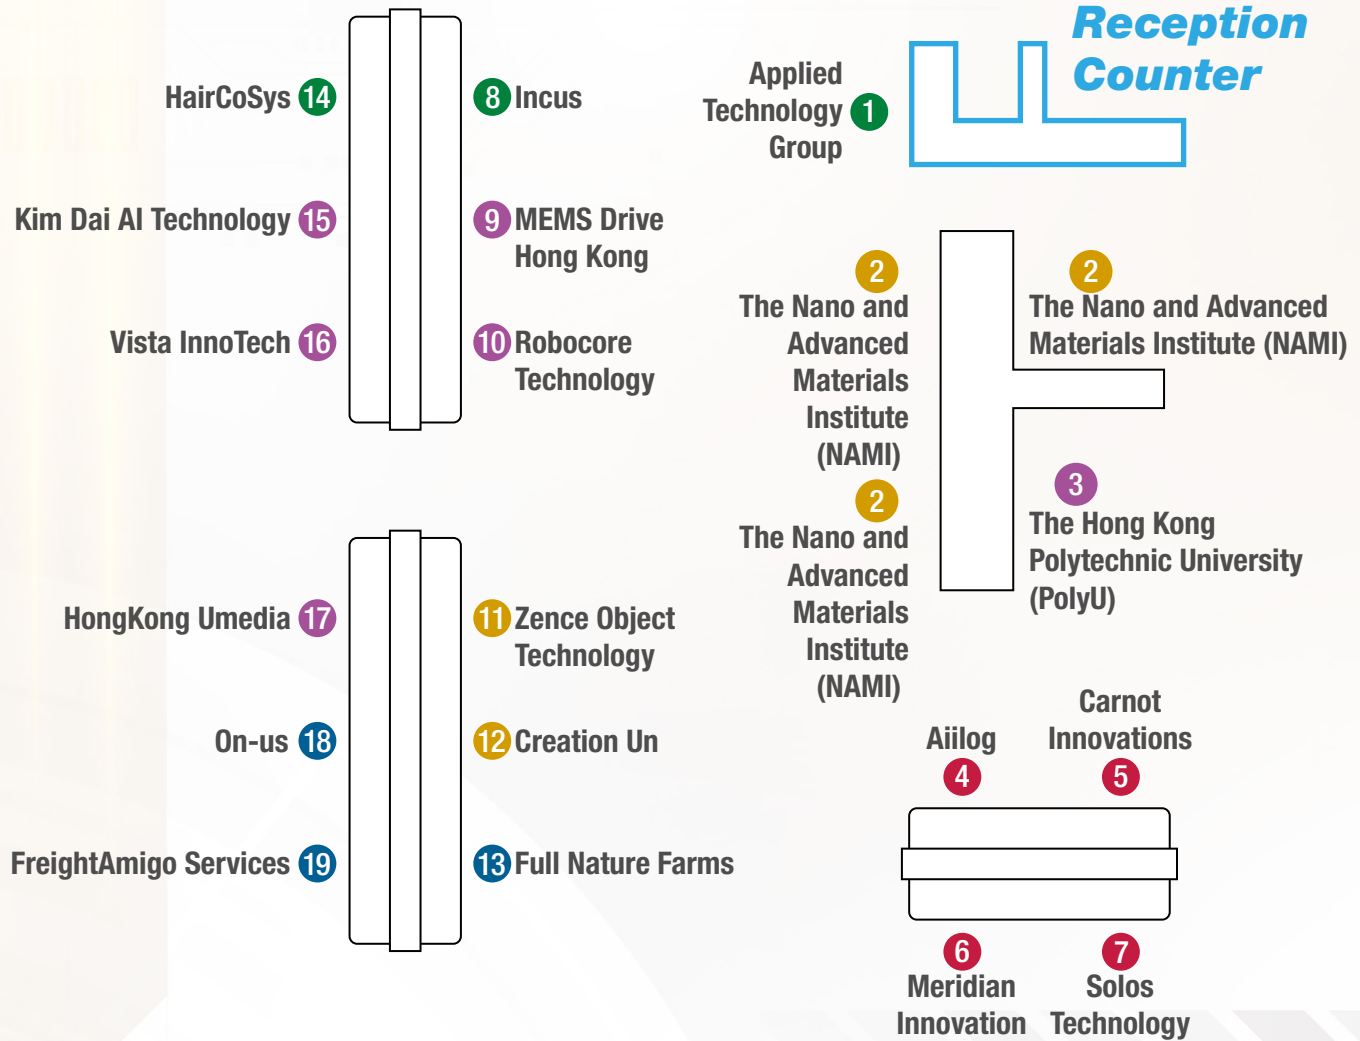 HairCoSys 14
8 Incus
Kim Dai AI Technology 15
9 MEMS Drive
Hong Kong
Vista InnoTech 16
10 Robocore
Technology
HongKong Umedia 17
11 Zence Object
Technology
On-us 18
12 Creation Un
FreightAmigo Services 19
13 Full Nature Farms
Reception
Counter
Applied
Technology 1
Group
2
The Nano and
Advanced
Materials
Institute
(NAMI)
2
The Nano and Advanced
Materials Institute (NAMI)
2
The Nano and
Advanced
Materials
Institute
(NAMI)
3
The Hong Kong
Polytechnic University
(PolyU)
Aiilog
4
Carnot
Innovations
5
6
Meridian
Innovation
7
Solos
Technology